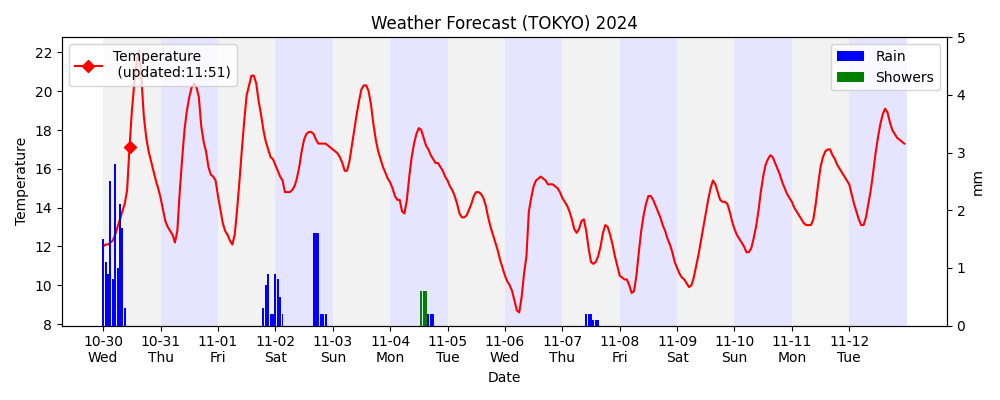 Weather Forecast (TOKYO) 2024
Temperature
(updated:11:51)
Rain
Showers
22
20
18
16
14
12
10
8
Temperature
5
4
3
2
1
0
mm
10-30 10-31 11-01 11-02 11-03 11-04 11-05 11-06 11-07 11-08 11-09 11-10 11-11 11-12
Wed Thu Fri Sat Sun Mon Tue Wed Thu Fri Sat Sun Mon Tue
Date